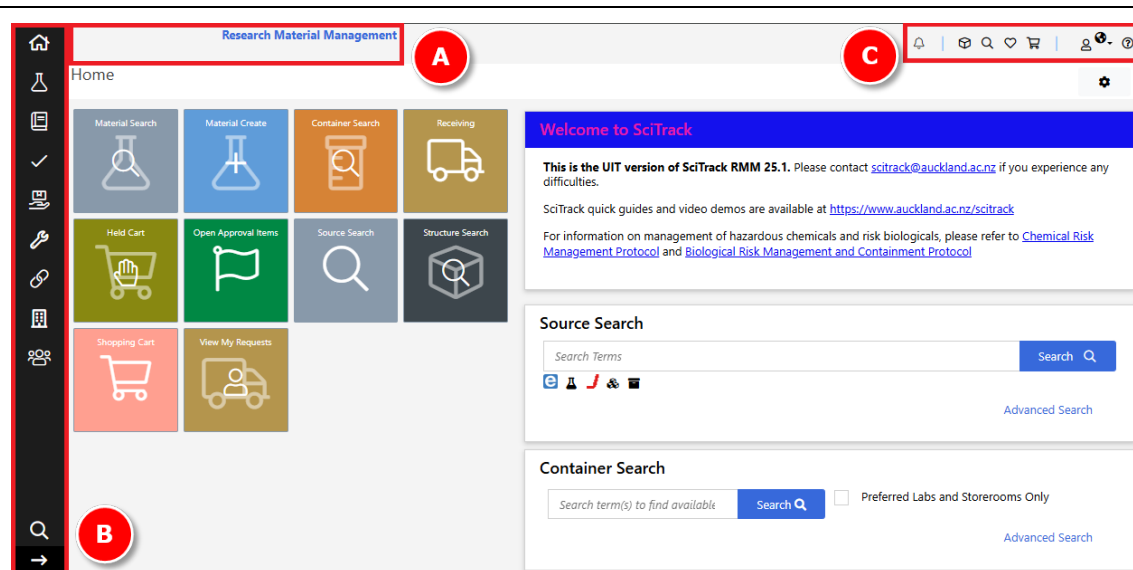 Research Material Management
A
C
Home
Material Search
Material Create
Container Search
Receiving
Held Cart
Open Approval Items
Source Search
Structure Search
Shopping Cart
View My Requests
Welcome to SciTrack
This is the UIT version of SciTrack RMM 25.1. Please contact scitrack@auckland.ac.nz if you experience any
difficulties.
SciTrack quick guides and video demos are available at https://www.auckland.ac.nz/scitrack
For information on management of hazardous chemicals and risk biologicals, please refer to Chemical Risk
Management Protocol and Biological Risk Management and Containment Protocol
Source Search
Search Terms
Search
Advanced Search
Container Search
Search term(s) to find available
Search
Preferred Labs and Storerooms Only
Advanced Search
B